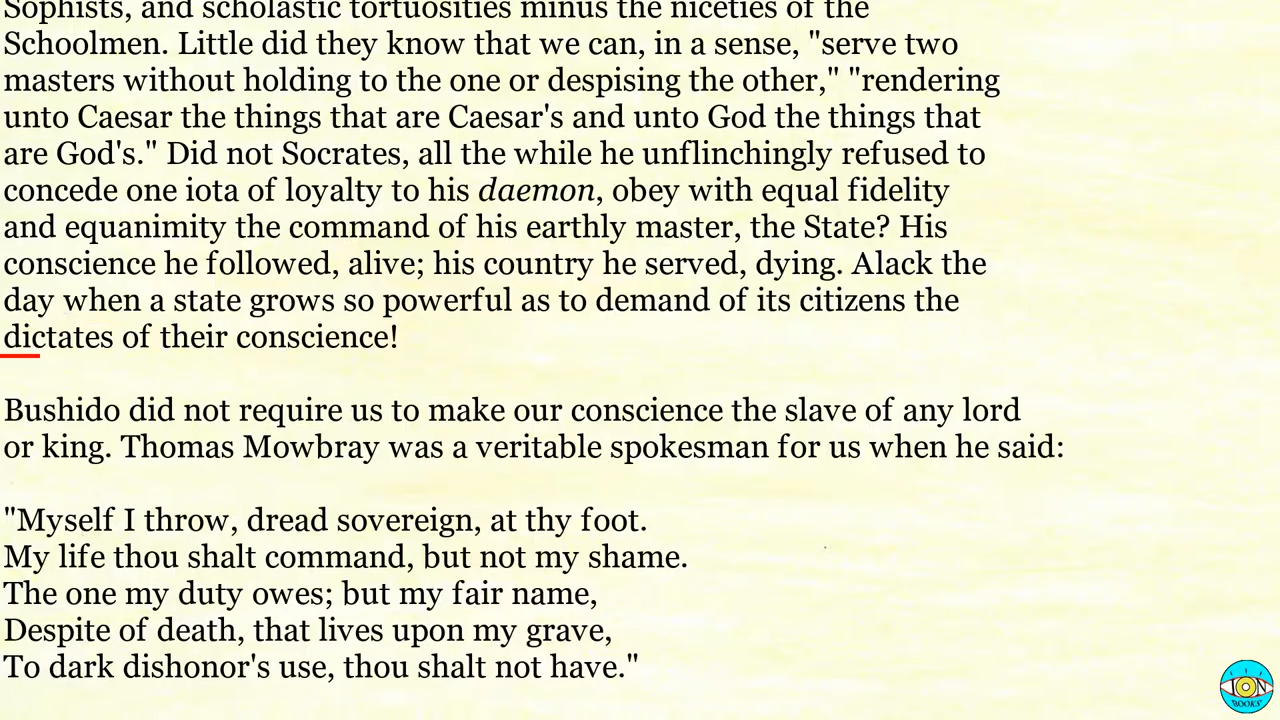 Sophists, and scholastic tortuosities minus the niceties of the
Schoolmen. Little did they know that we can, in a sense, "serve two
masters without holding to the one or despising the other," "rendering
unto Caesar the things that are Caesar's and unto God the things that
are God's." Did not Socrates, all the while he unflinchingly refused to
concede one iota of loyalty to his daemon, obey with equal fidelity
and equanimity the command of his earthly master, the State? His
conscience he followed, alive; his country he served, dying. Alack the
day when a state grows so powerful as to demand of its citizens the
dictates of their conscience!
Bushido did not require us to make our conscience the slave of any lord
or king. Thomas Mowbray was a veritable spokesman for us when he said:
"Myself I throw, dread sovereign, at thy foot.
My life thou shalt command, but not my shame.
The one my duty owes; but my fair name,
Despite of death, that lives upon my grave,
To dark dishonor's use, thou shalt not have."
ION
BOOKS